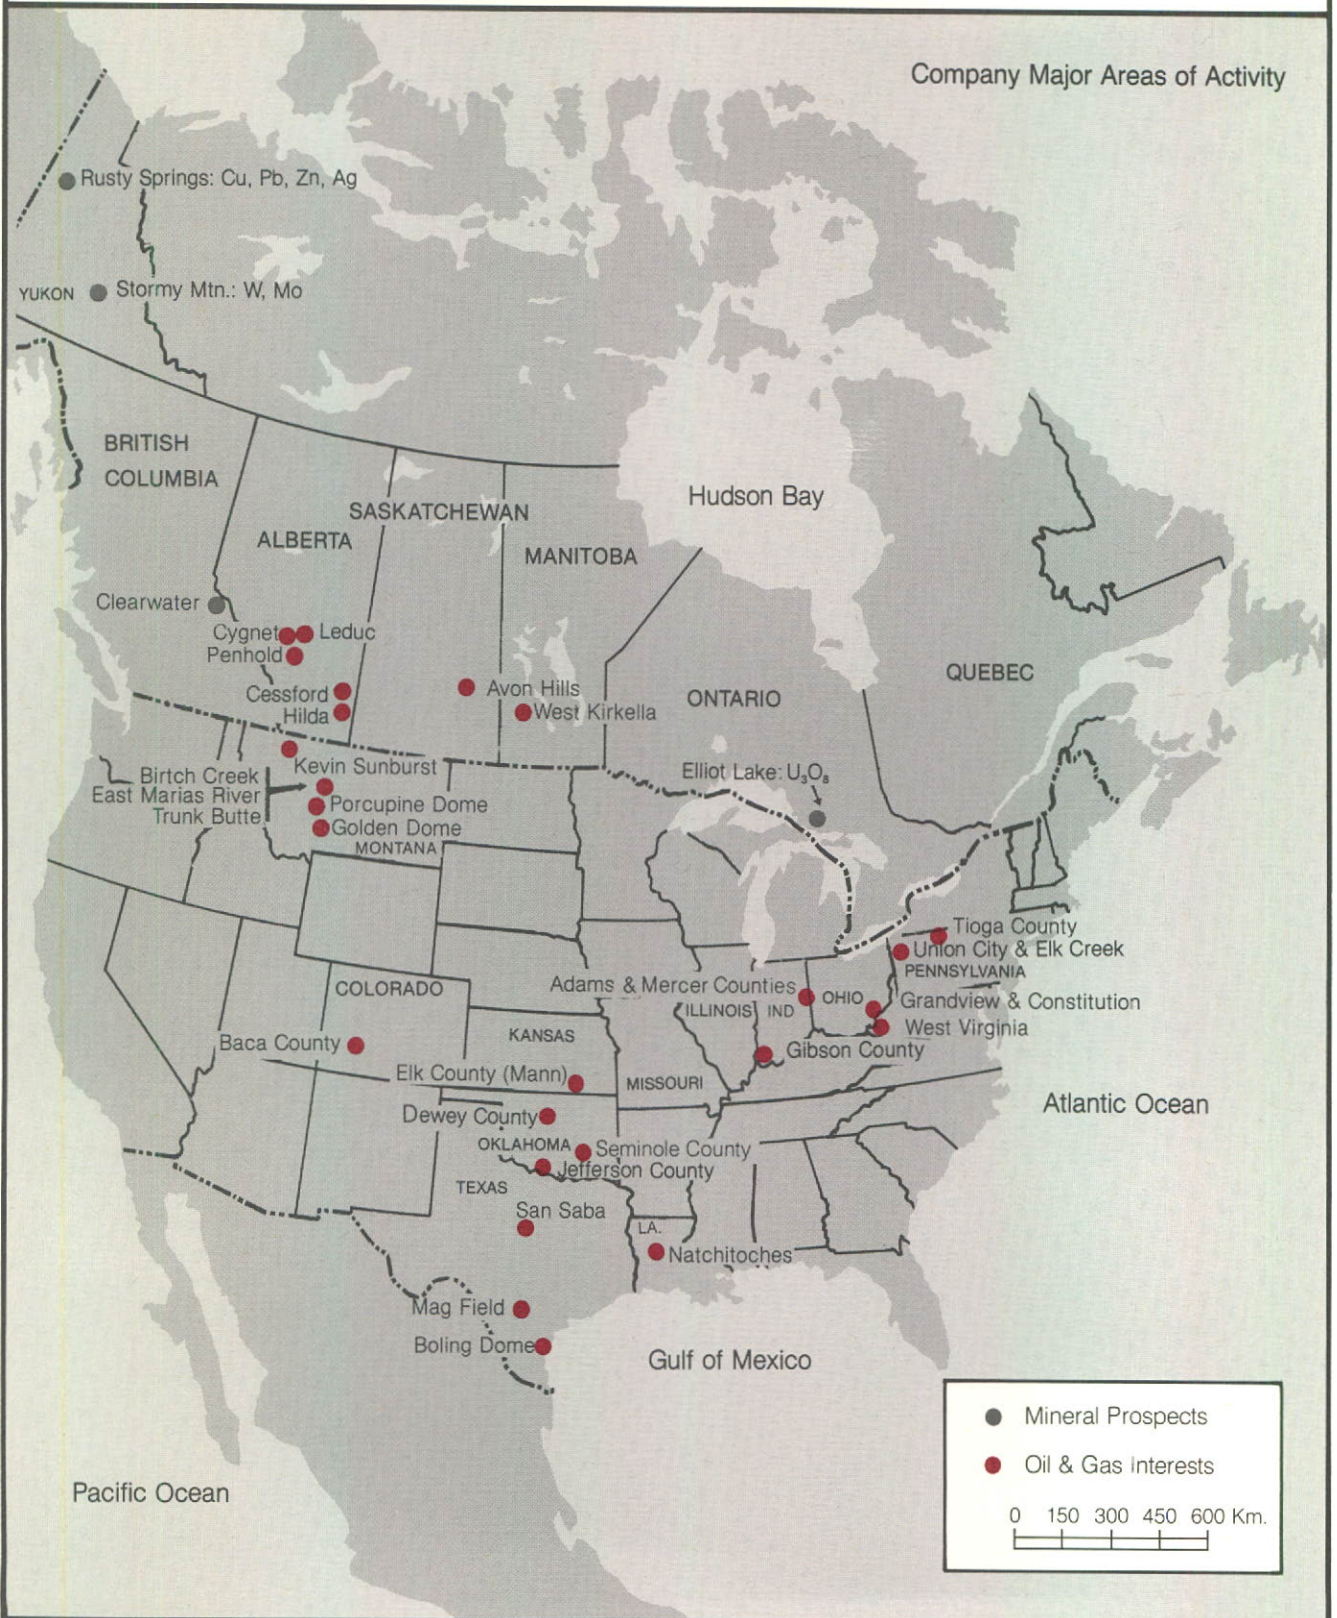 Company Major Areas of Activity
Rusty Springs: Cu, Pb, Zn, Ag
YUKON
Stormy Mtn.: W, Mo
BRITISH
COLUMBIA
Hudson Bay
SASKATCHEWAN
ALBERTA
MANITOBA
Clearwater
Cygnet
Leduc
Penhold
QUEBEC
Cessford
Avon Hills
ONTARIO
Hilda
West Kirkella
Kevin Sunburst
Elliot Lake: U₃O₈
Birtch Creek
East Marias River
Trunk Butte
Porcupine Dome
Golden Dome
MONTANA
Tioga County
Union City & Elk Creek
PENNSYLVANIA
COLORADO
Adams & Mercer Counties
OHIO
Grandview & Constitution
ILLINOIS
IND
West Virginia
KANSAS
Baca County
Gibson County
Elk County (Mann)
MISSOURI
Atlantic Ocean
Dewey County
OKLAHOMA
Seminole County
Jefferson County
TEXAS
San Saba
LA.
Natchitoches
Mag Field
Boling Dome
Gulf of Mexico
Mineral Prospects
Oil & Gas Interests
Pacific Ocean
0 150 300 450 600 Km.